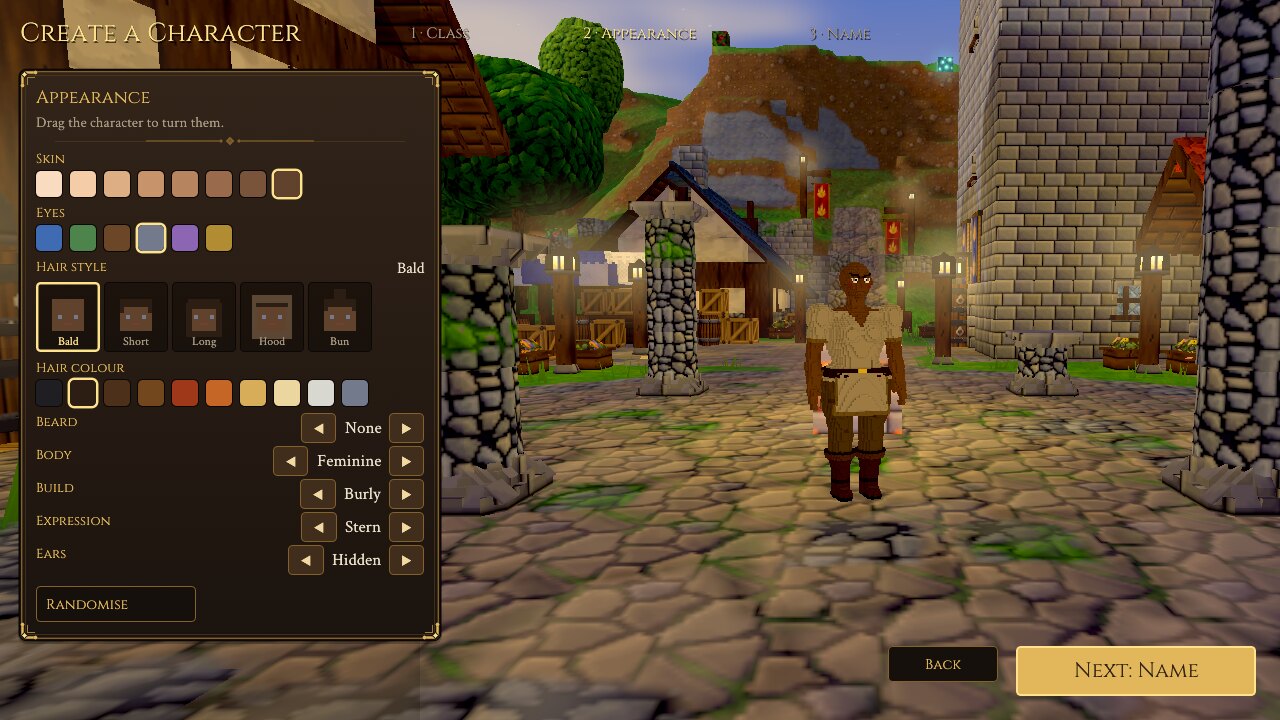 Create a Character
1 · Class
2 · Appearance
3 · Name
Appearance
Drag the character to turn them.
Skin
Eyes
Hair style
Bald
Bald
Short
Long
Hood
Bun
Hair colour
Beard
None
Body
Feminine
Build
Burly
Expression
Stern
Ears
Hidden
Randomise
Back
Next: Name